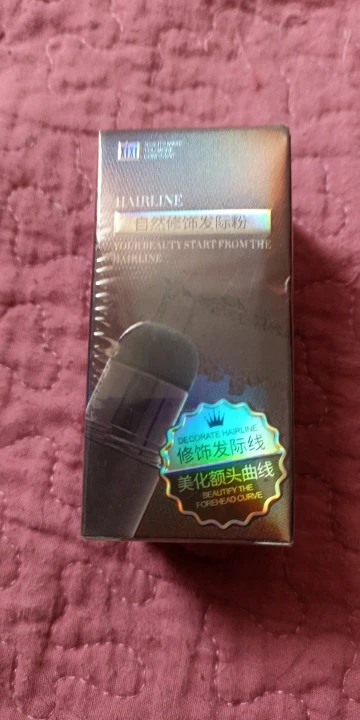 HAIRLINE
自然修饰发际粉
YOUR BEAUTY START FROM THE
HAIRLINE
DECORATE HAIRLINE
修饰发际线
美化额头曲线
BEAUTIFY THE
FOREHEAD CURVE